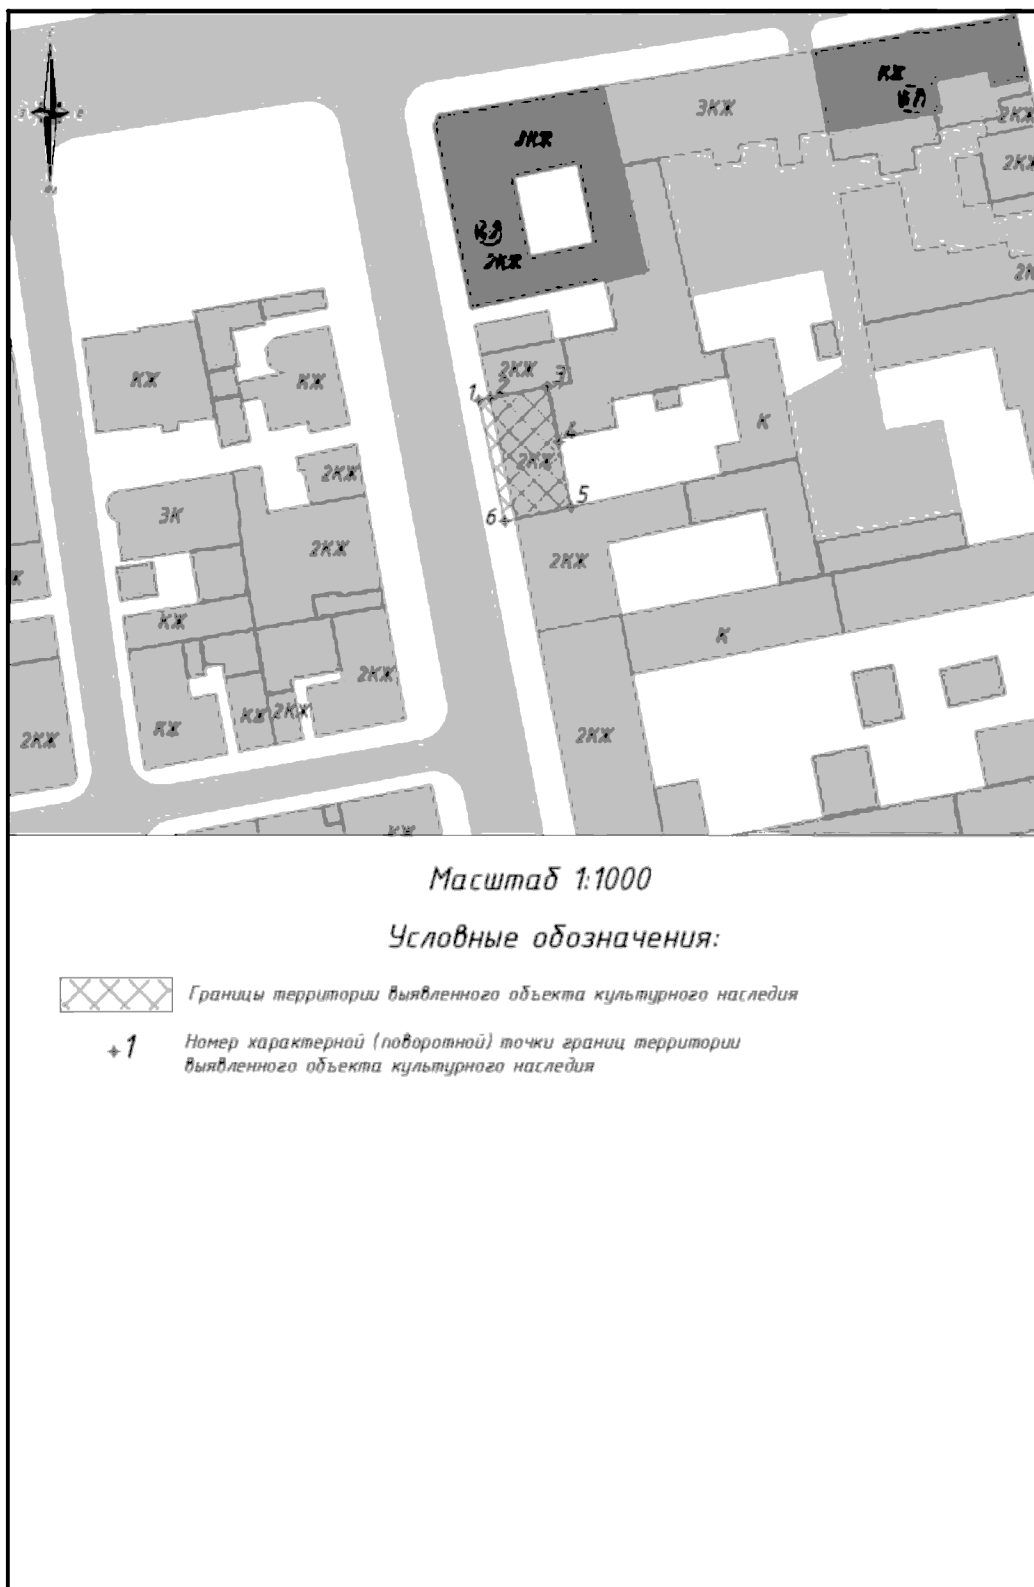 КЖ
3КЖ
2КЖ
2КЖ
2КЖ
2КЖ
КЖ
КЖ
2КЖ
1
2
3
4
2КЖ
5
6
К
2КЖ
3К
2КЖ
2КЖ
КЖ
К
2КЖ
КЖ
КЖ
2КЖ
2КЖ
2КЖ
КЖ
Масштаб 1:1000
Условные обозначения:
Границы территории выявленного объекта культурного наследия
+1
Номер характерной (поворотной) точки границ территории
выявленного объекта культурного наследия